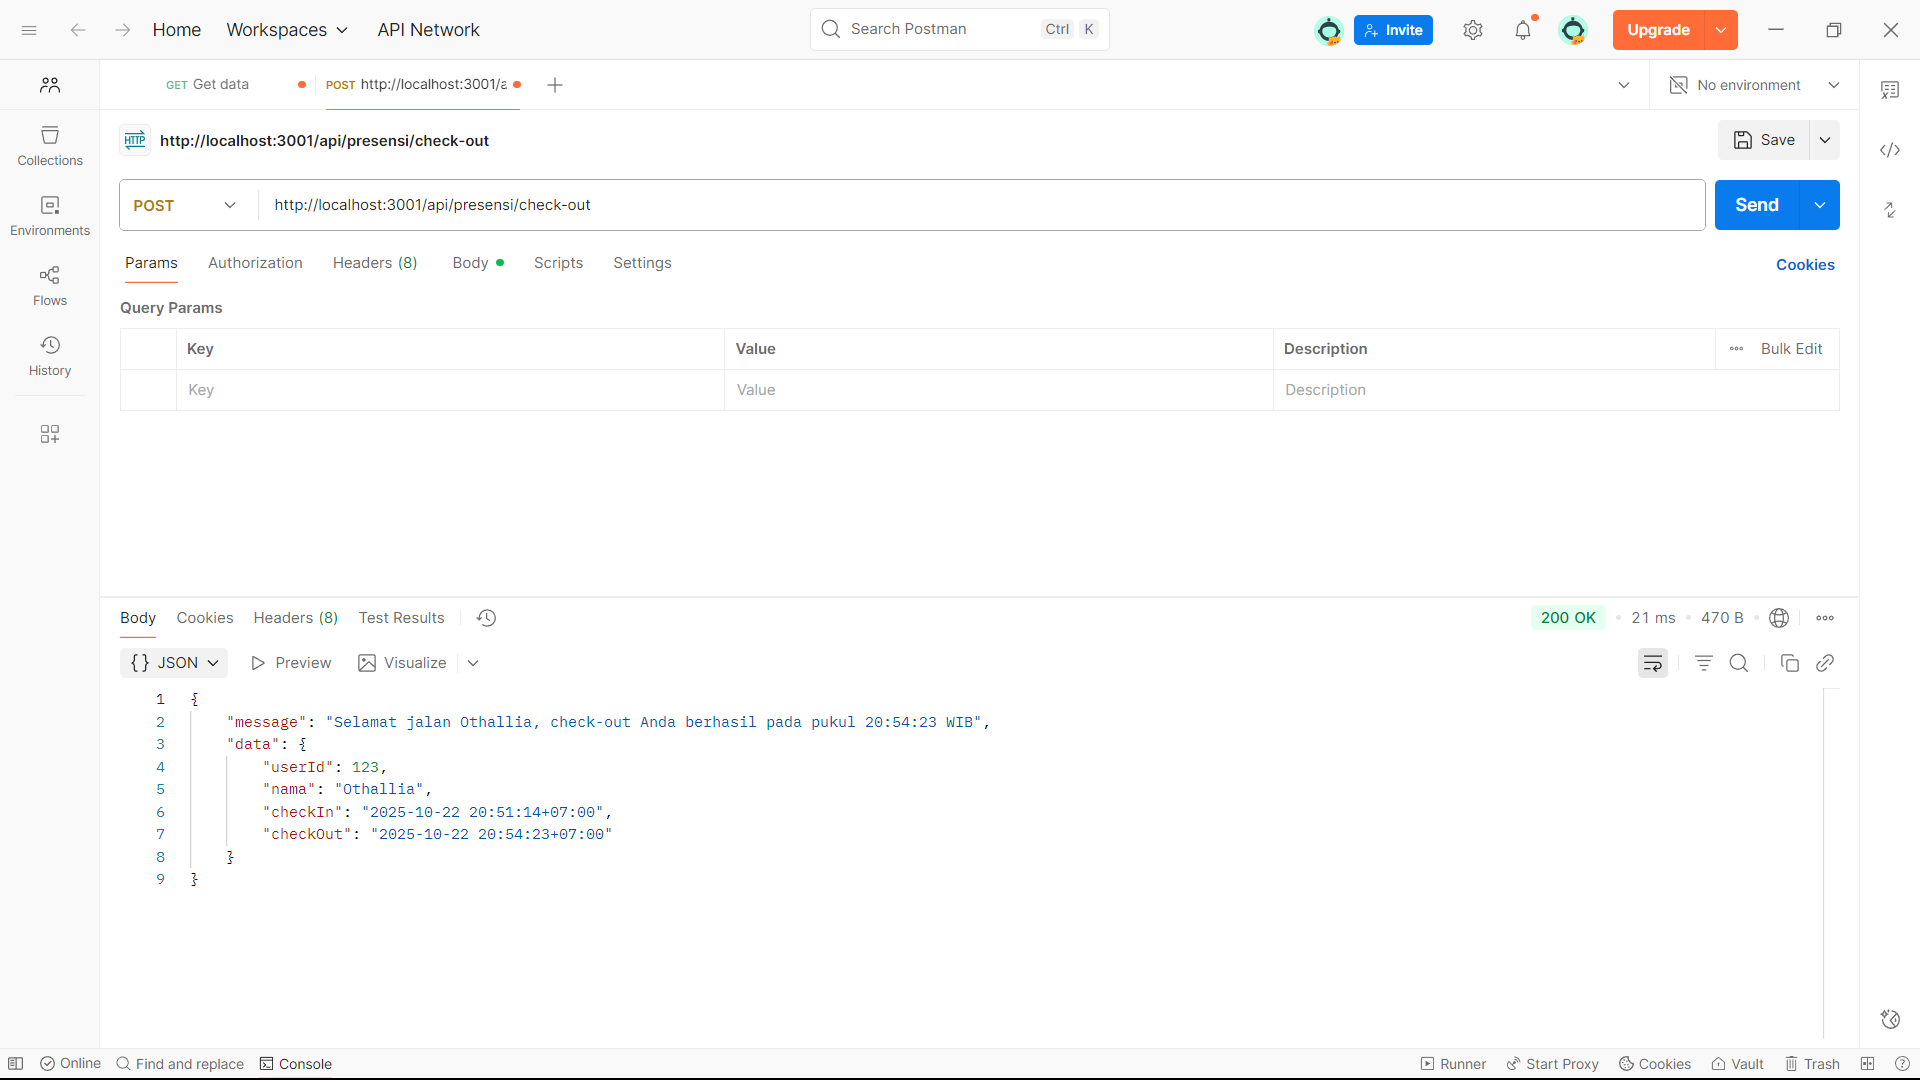 Home Workspaces API Network Search Postman Ctrl K Invite Upgrade
GET Get data POST http://localhost:3001/a No environment
HTTP http://localhost:3001/api/presensi/check-out Save
POST http://localhost:3001/api/presensi/check-out Send
Params Authorization Headers (8) Body Scripts Settings Cookies
Query Params
Key Value Description Bulk Edit
Key Value Description
Collections
Environments
Flows
History
Body Cookies Headers (8) Test Results 200 OK 21 ms 470 B
{} JSON Preview Visualize
1 {
2 "message": "Selamat jalan Othallia, check-out Anda berhasil pada pukul 20:54:23 WIB",
3 "data": {
4 "userId": 123,
5 "nama": "Othallia",
6 "checkIn": "2025-10-22 20:51:14+07:00",
7 "checkOut": "2025-10-22 20:54:23+07:00"
8 }
9 }
Online Find and replace Console Runner Start Proxy Cookies Vault Trash